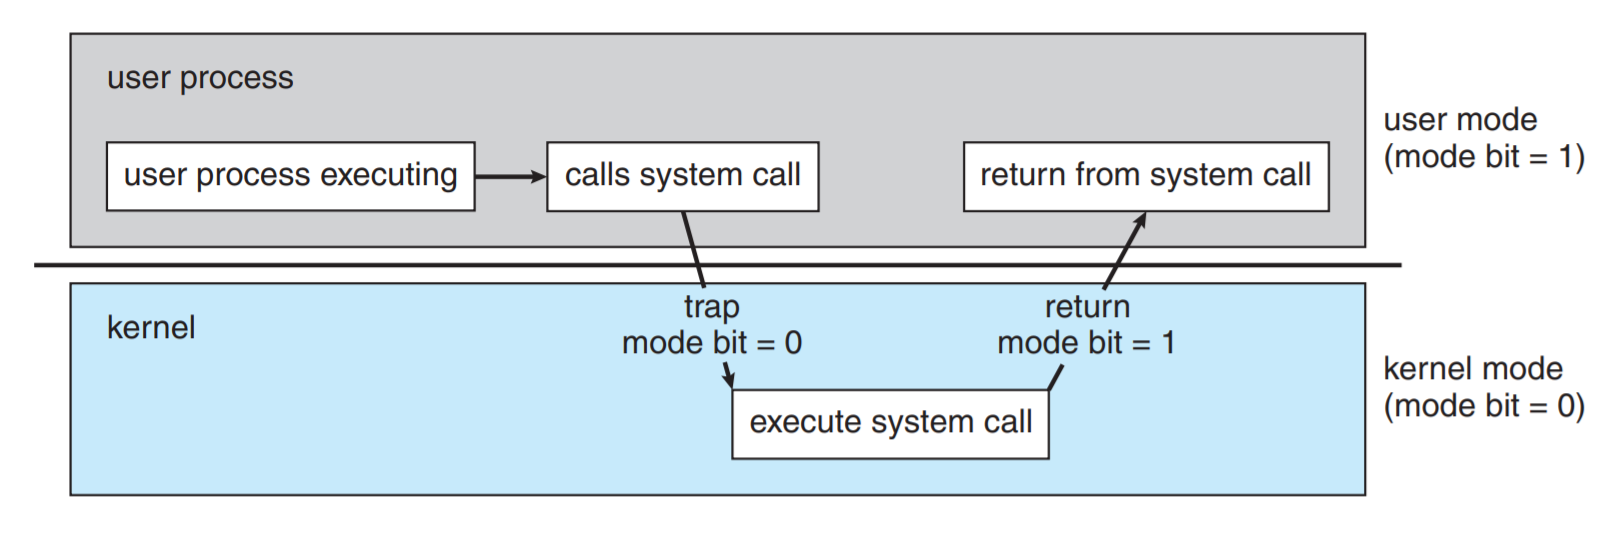 user process
user process executing
calls system call
return from system call
user mode
(mode bit = 1)
kernel
trap
mode bit = 0
return
mode bit = 1
execute system call
kernel mode
(mode bit = 0)